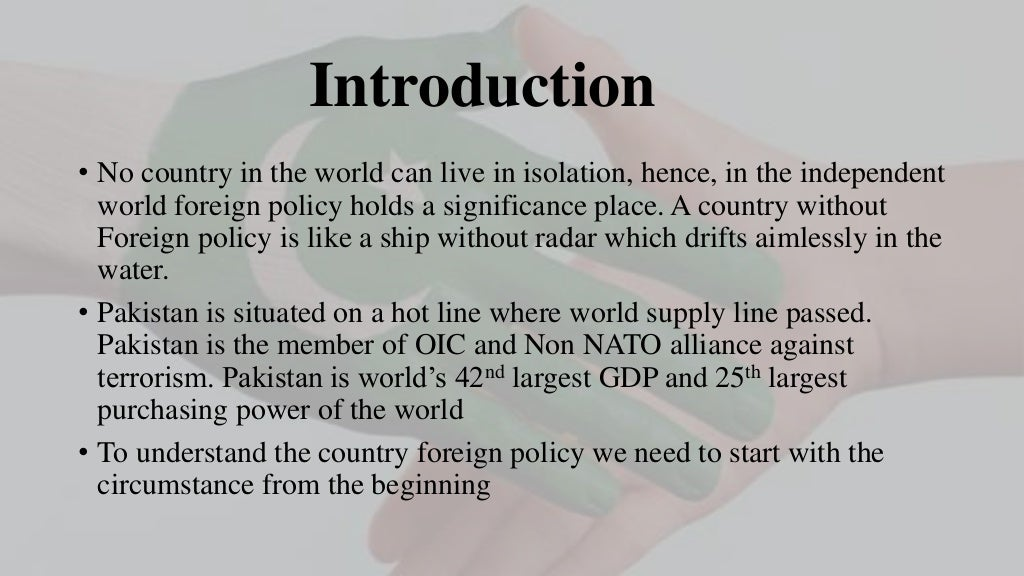 Introduction
• No country in the world can live in isolation, hence, in the independent
world foreign policy holds a significance place. A country without
Foreign policy is like a ship without radar which drifts aimlessly in the
water.
• Pakistan is situated on a hot line where world supply line passed.
Pakistan is the member of OIC and Non NATO alliance against
terrorism. Pakistan is world’s 42nd largest GDP and 25th largest
purchasing power of the world
• To understand the country foreign policy we need to start with the
circumstance from the beginning